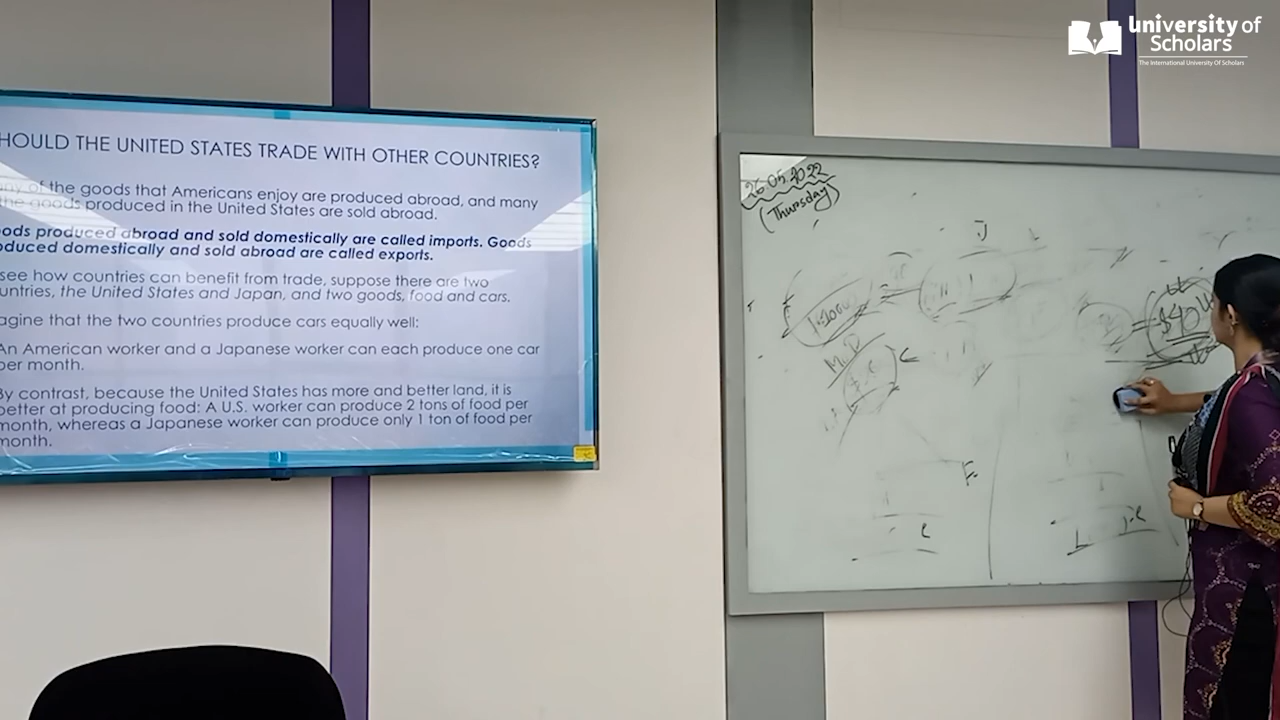 University of
Scholars
The International University Of Scholars
HOULD THE UNITED STATES TRADE WITH OTHER COUNTRIES?
ny of the goods that Americans enjoy are produced abroad, and many
the goods produced in the United States are sold abroad.
ods produced abroad and sold domestically are called imports. Goods
oduced domestically and sold abroad are called exports.
see how countries can benefit from trade, suppose there are two
untries, the United States and Japan, and two goods, food and cars.
agine that the two countries produce cars equally well:
An American worker and a Japanese worker can each produce one car
per month.
By contrast, because the United States has more and better land, it is
better at producing food: A U.S. worker can produce 2 tons of food per
month, whereas a Japanese worker can produce only 1 ton of food per
month.
26.05.2022
(Thursday)
J
M.P
F.